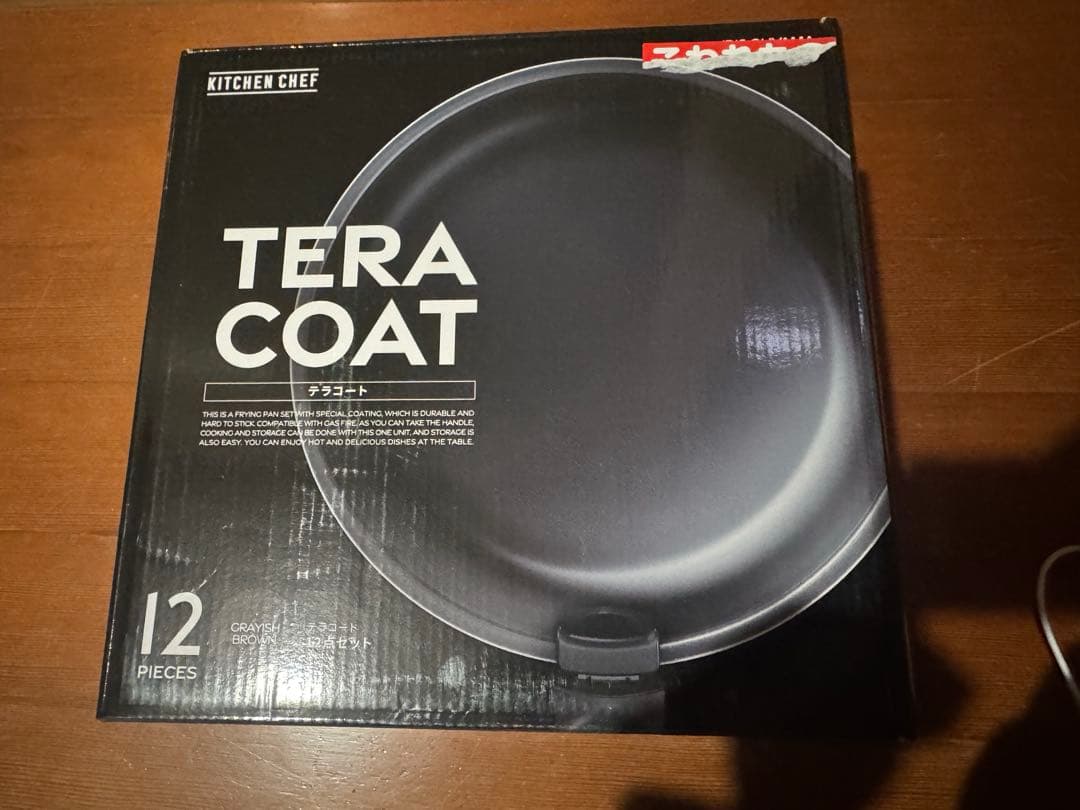 KITCHEN CHEF
TERA
COAT
テラコート
THIS IS A FRYING PAN SET WITH SPECIAL COATING, WHICH IS DURABLE AND
HARD TO STICK. COMPATIBLE WITH GAS FIRE. AS YOU CAN TAKE THE HANDLE,
COOKING AND STORAGE CAN BE DONE WITH THIS ONE UNIT, AND STORAGE IS
ALSO EASY. YOU CAN ENJOY HOT AND DELICIOUS DISHES AT THE TABLE.
12
PIECES
GRAYISH
BROWN
テラコート
12点セット